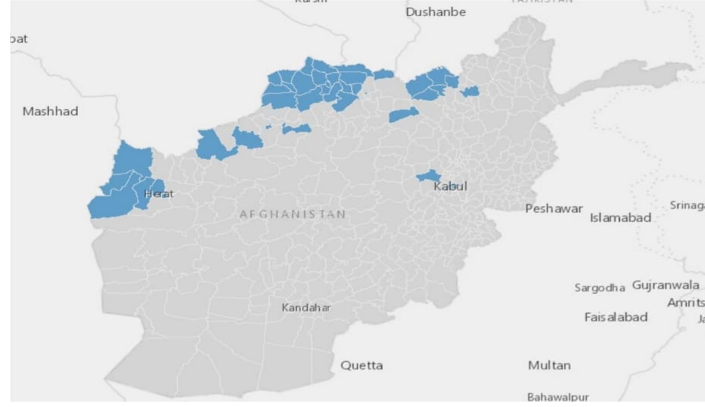 Dushanbe
Mashhad
Herat
Kabul
AFGHANISTAN
Peshawar
Islamabad
Kandahar
Sargodha
Gujranwala
Faisalabad
Quetta
Multan
Bahawalpur